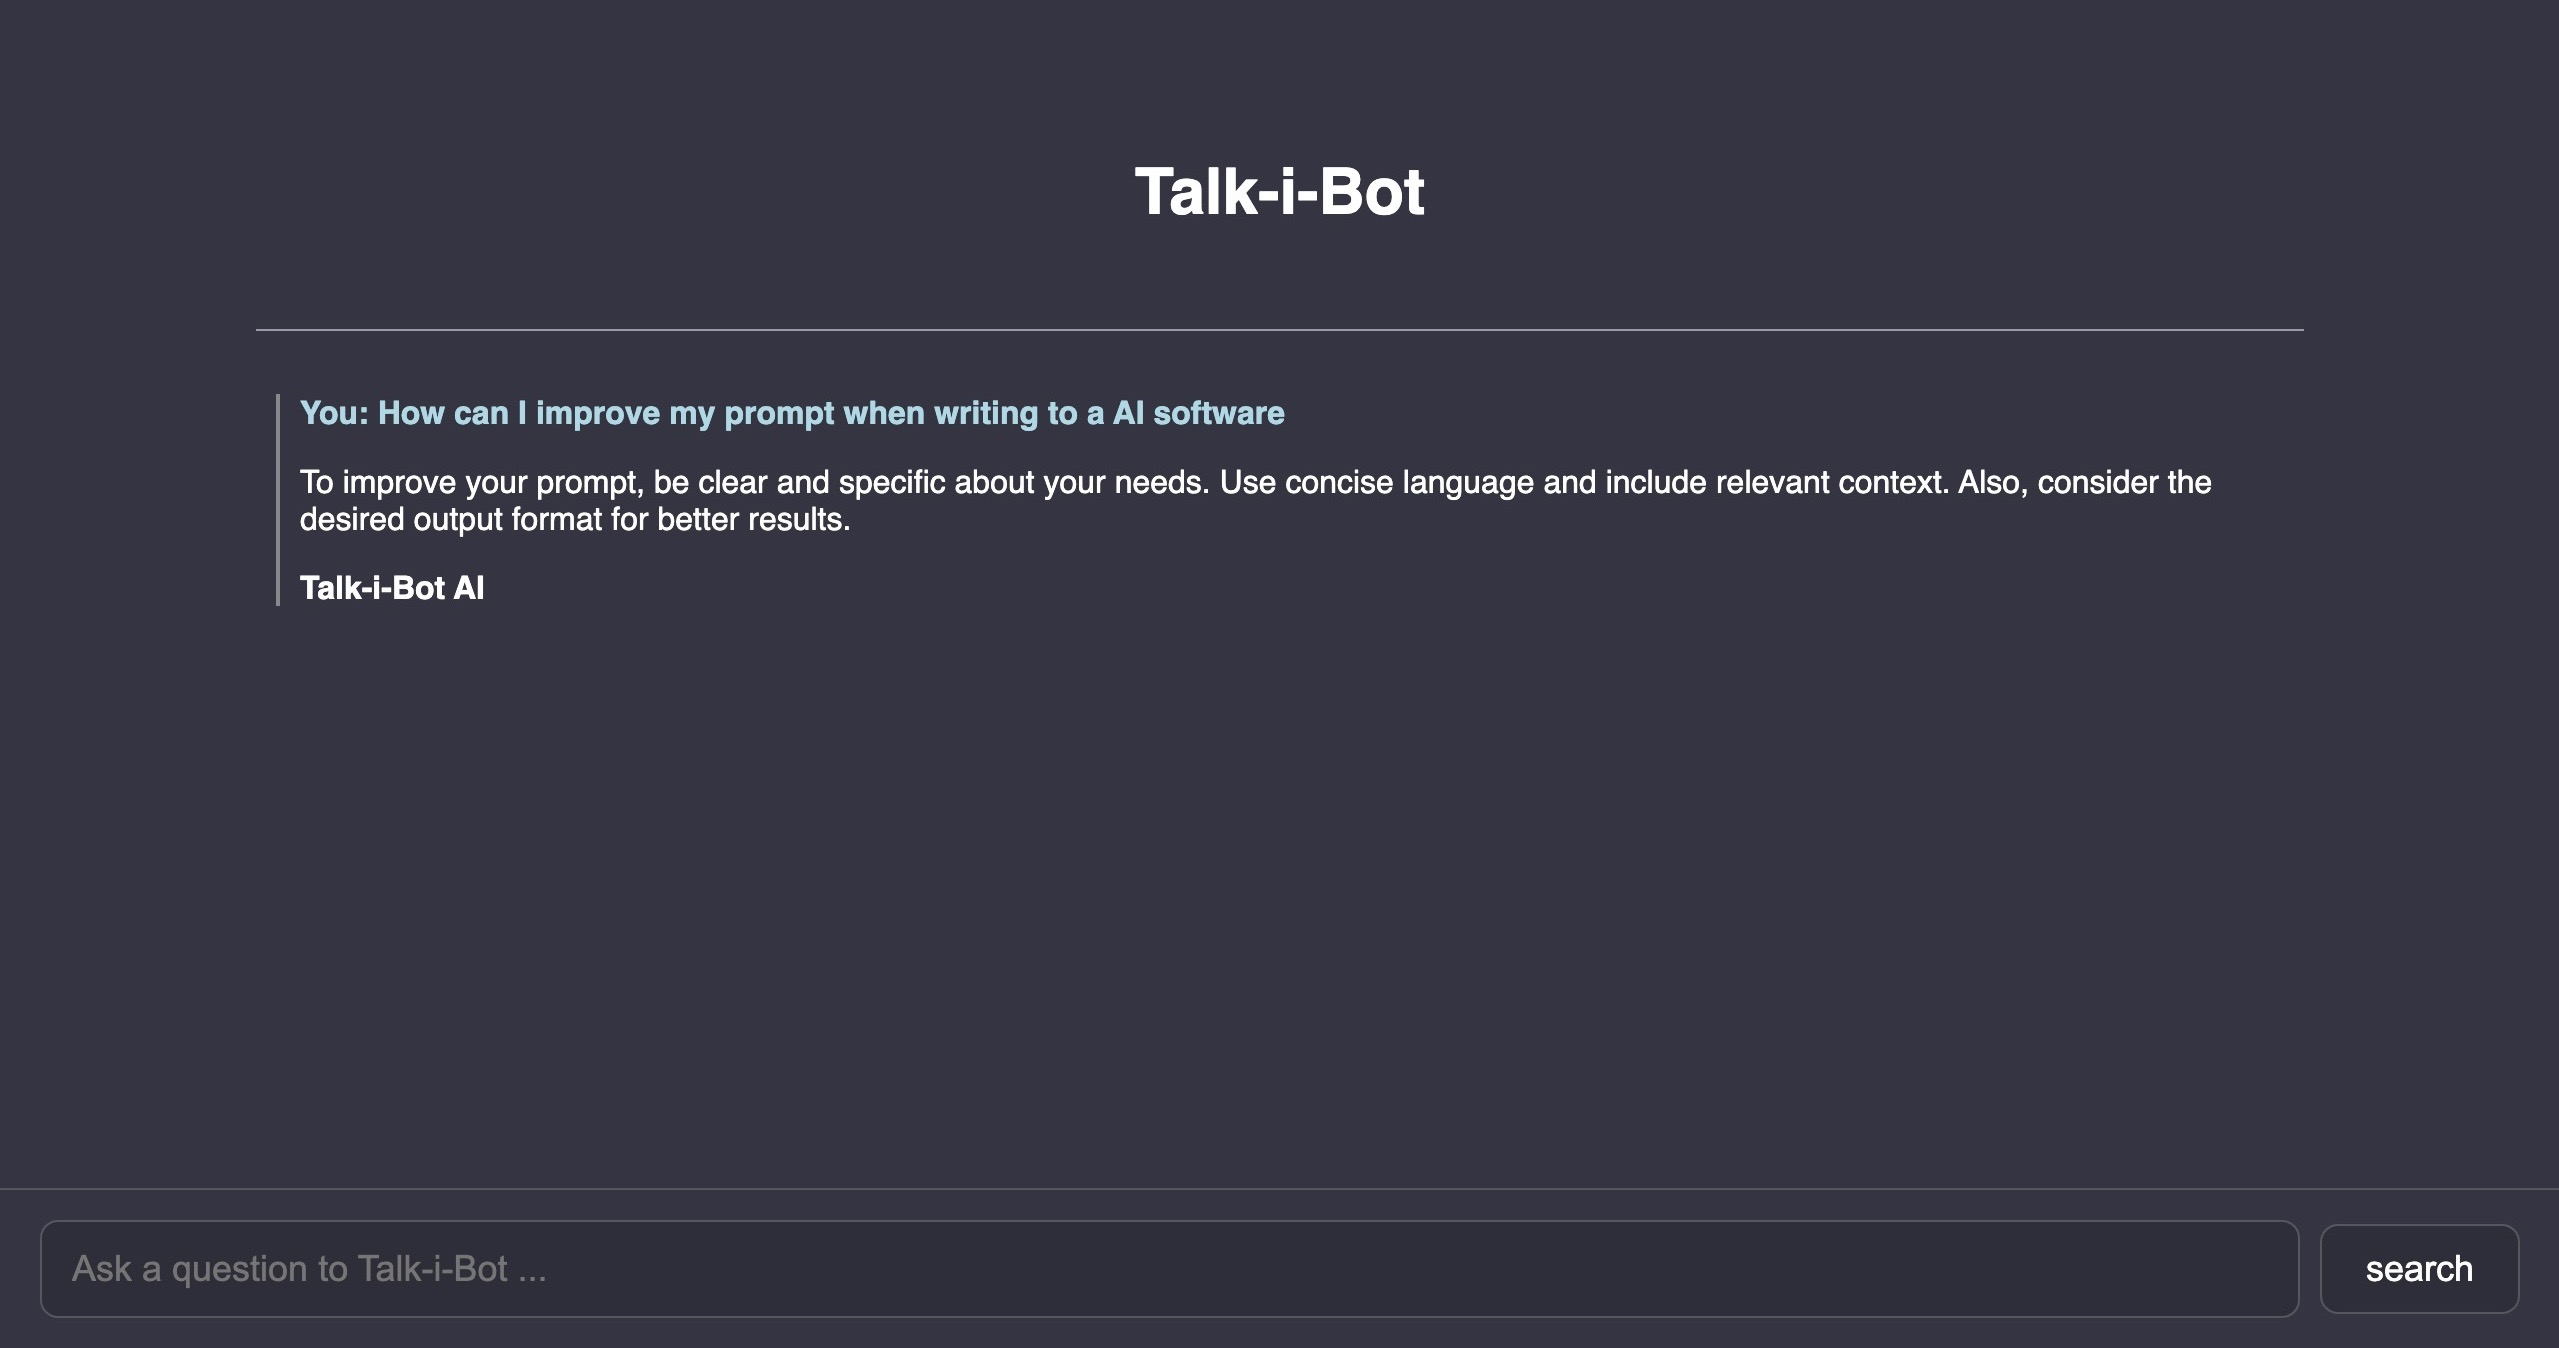 Talk-i-Bot
You: How can I improve my prompt when writing to a AI software
To improve your prompt, be clear and specific about your needs. Use concise language and include relevant context. Also, consider the
desired output format for better results.
Talk-i-Bot AI
Ask a question to Talk-i-Bot ...
search